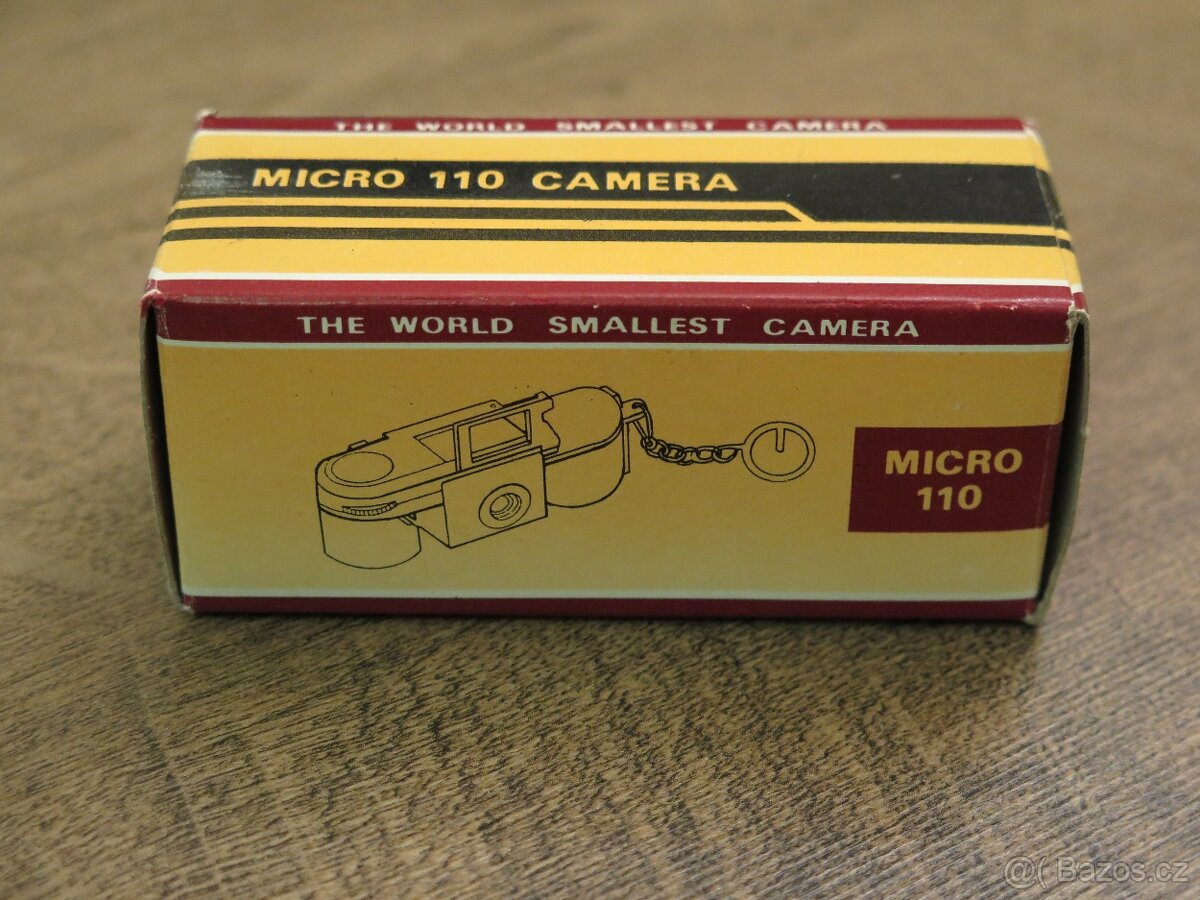 THE WORLD SMALLEST CAMERA
MICRO 110 CAMERA
THE WORLD SMALLEST CAMERA
MICRO
110
@( Bazos.cz